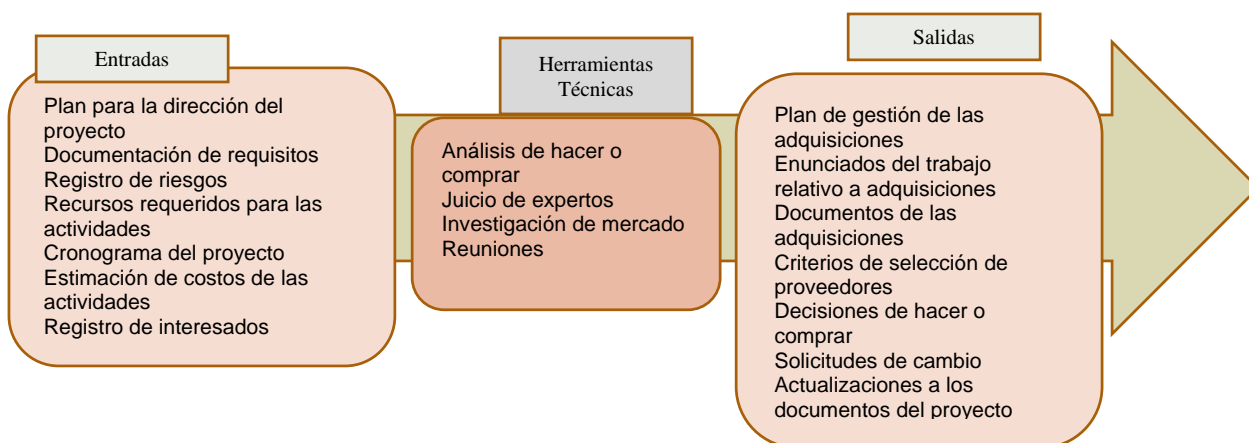 Entradas
Plan para la dirección del
proyecto
Documentación de requisitos
Registro de riesgos
Recursos requeridos para las
actividades
Cronograma del proyecto
Estimación de costos de las
actividades
Registro de interesados
Herramientas
Técnicas
Análisis de hacer o
comprar
Juicio de expertos
Investigación de mercado
Reuniones
Salidas
Plan de gestión de las
adquisiciones
Enunciados del trabajo
relativo a adquisiciones
Documentos de las
adquisiciones
Criterios de selección de
proveedores
Decisiones de hacer o
comprar
Solicitudes de cambio
Actualizaciones a los
documentos del proyecto